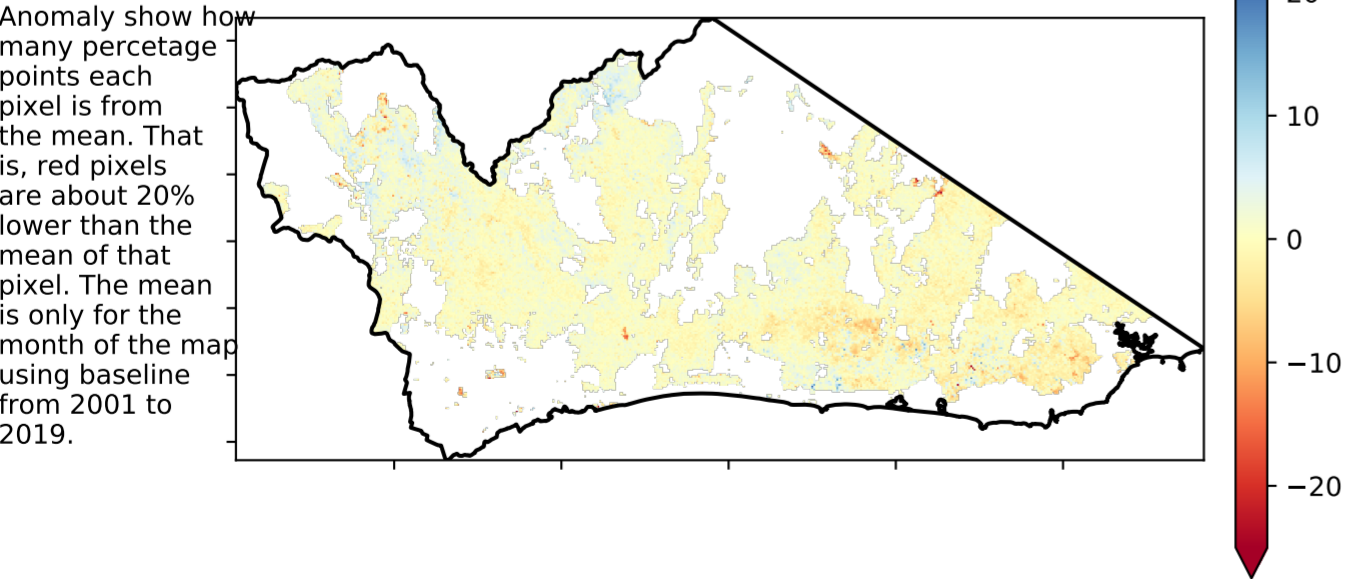 Anomaly show how
many percetage
points each
pixel is from
the mean. That
is, red pixels
are about 20%
lower than the
mean of that
pixel. The mean
is only for the
month of the map
using baseline
from 2001 to
2019.
10
0
−10
−20